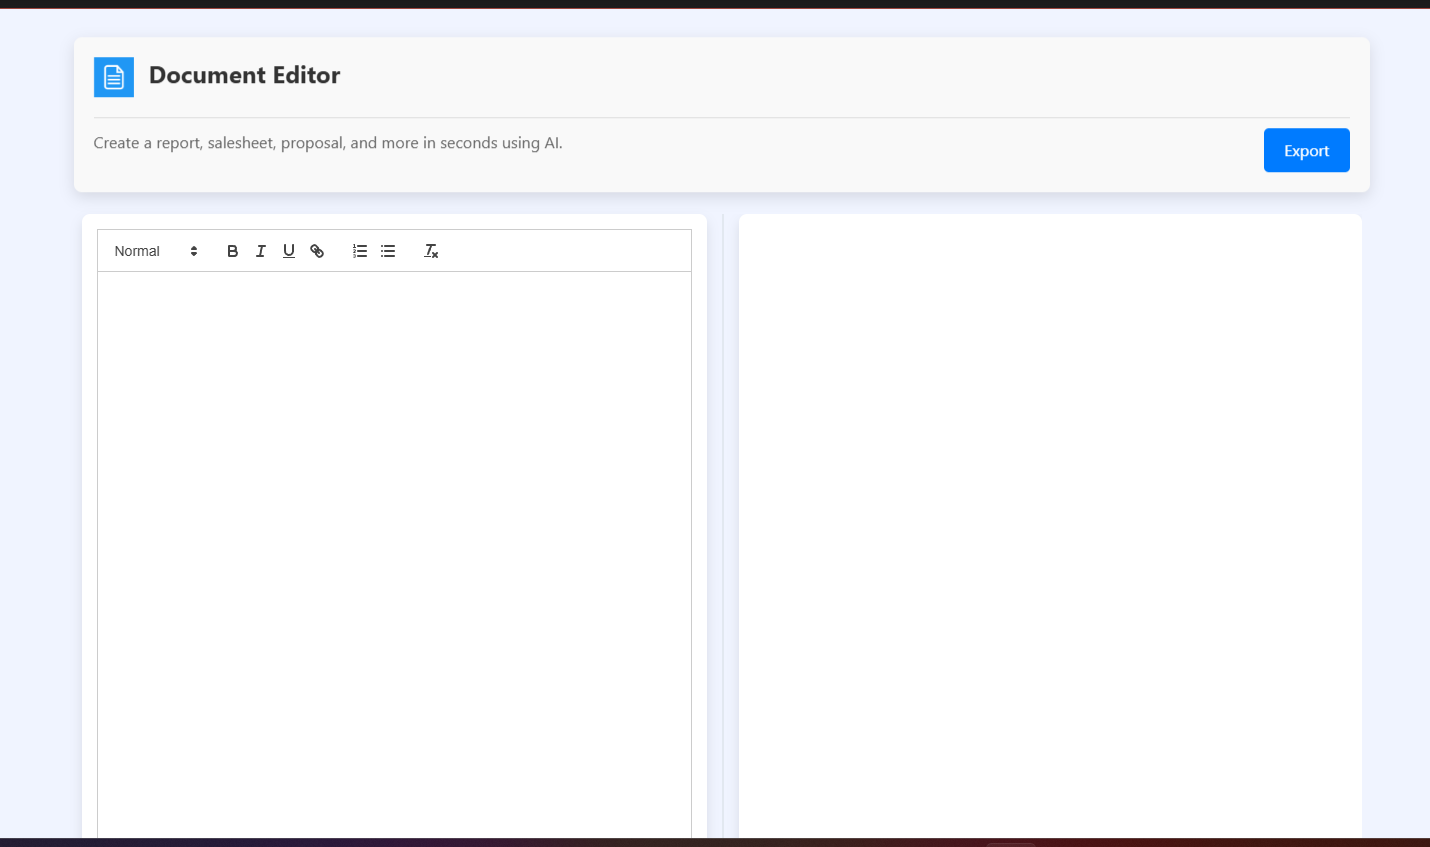 Document Editor
Create a report, salesheet, proposal, and more in seconds using AI.
Export
Normal